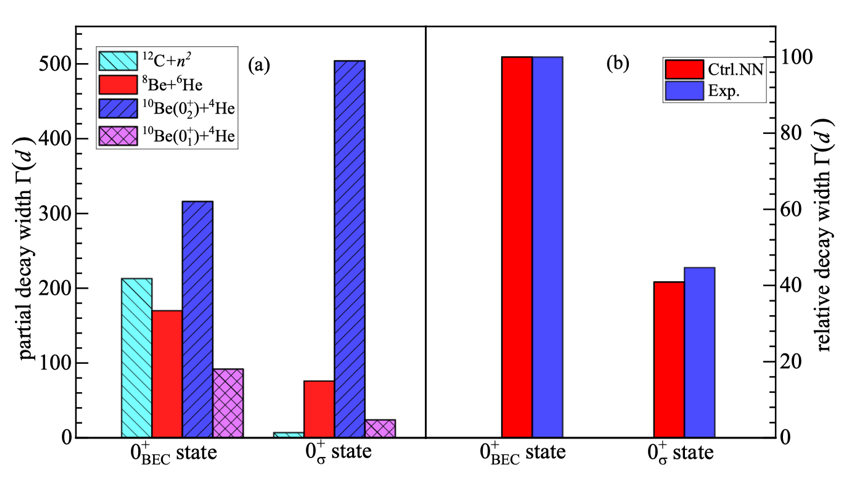 partial decay width Γ(d)
500
400
300
200
100
0
¹²C+n²
⁸Be+⁶He
¹⁰Be(0₂⁺)+⁴He
¹⁰Be(0₁⁺)+⁴He
(a)
0⁺BEC state
0⁺σ state
(b)
Ctrl.NN
Exp.
0⁺BEC state
0⁺σ state
100
80
60
40
20
0
relative decay width Γ(d)